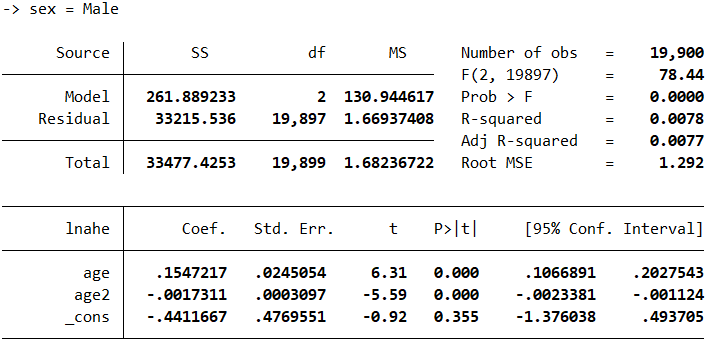 -> sex = Male
Source SS df MS Number of obs = 19,900
F(2, 19897) = 78.44
Model 261.889233 2 130.944617 Prob > F = 0.0000
Residual 33215.536 19,897 1.66937408 R-squared = 0.0078
Adj R-squared = 0.0077
Total 33477.4253 19,899 1.68236722 Root MSE = 1.292
lnahe Coef. Std. Err. t P>|t| [95% Conf. Interval]
age .1547217 .0245054 6.31 0.000 .1066891 .2027543
age2 -.0017311 .0003097 -5.59 0.000 -.0023381 -.001124
_cons -.4411667 .4769551 -0.92 0.355 -1.376038 .493705